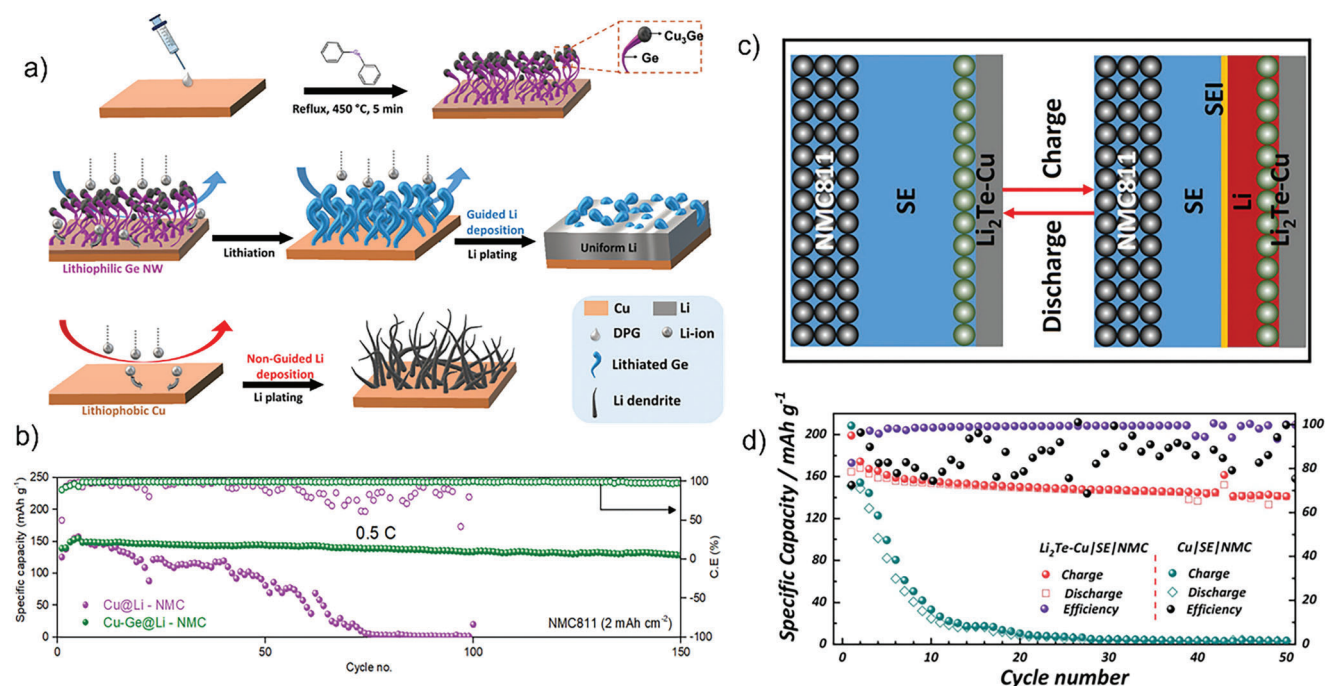 a)
Reflux, 450 °C, 5 min
Cu₃Ge
Ge
Lithiophilic Ge NW
Lithiation
Guided Li
deposition
Li plating
Uniform Li
Lithiophobic Cu
Non-Guided Li
deposition
Li plating
Cu
Li
DPG
Li-ion
Lithiated Ge
Li dendrite
b)
Specific capacity (mAh g⁻¹)
250
200
150
100
50
0
0.5 C
Cu@Li - NMC
Cu-Ge@Li - NMC
NMC811 (2 mAh cm⁻²)
0
50
100
150
Cycle no.
100
50
0
-50
-100
C.E (%)
c)
NMC811
SE
Li₂Te-Cu
Charge
Discharge
NMC811
SE
SEI
Li
Li₂Te-Cu
d)
Specific Capacity / mAh g⁻¹
200
160
120
80
40
0
Li₂Te-Cu|SE|NMC
Charge
Discharge
Efficiency
Cu|SE|NMC
Charge
Discharge
Efficiency
0
10
20
30
40
50
Cycle number
100
80
60
40
20
0